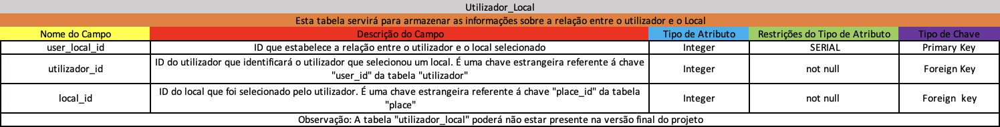 Utilizador_Local
Esta tabela servirá para armazenar as informações sobre a relação entre o utilizador e o Local
Nome do Campo Descrição do Campo Tipo de Atributo Restrições do Tipo de Atributo Tipo de Chave
user_local_id ID que estabelece a relação entre o utilizador e o local selecionado Integer SERIAL Primary Key
ID do utilizador que identificará o utilizador que selecionou um local. É uma chave estrangeira referente á chave
utilizador_id "user_id" da tabela "utilizador" Integer not null Foreign Key
ID do local que foi selecionado pelo utilizador. É uma chave estrangeira referente á chave "place_id" da tabela
local_id "place" Integer not null Foreign  key
Observação: A tabela "utilizador_local" poderá não estar presente na versão final do projeto